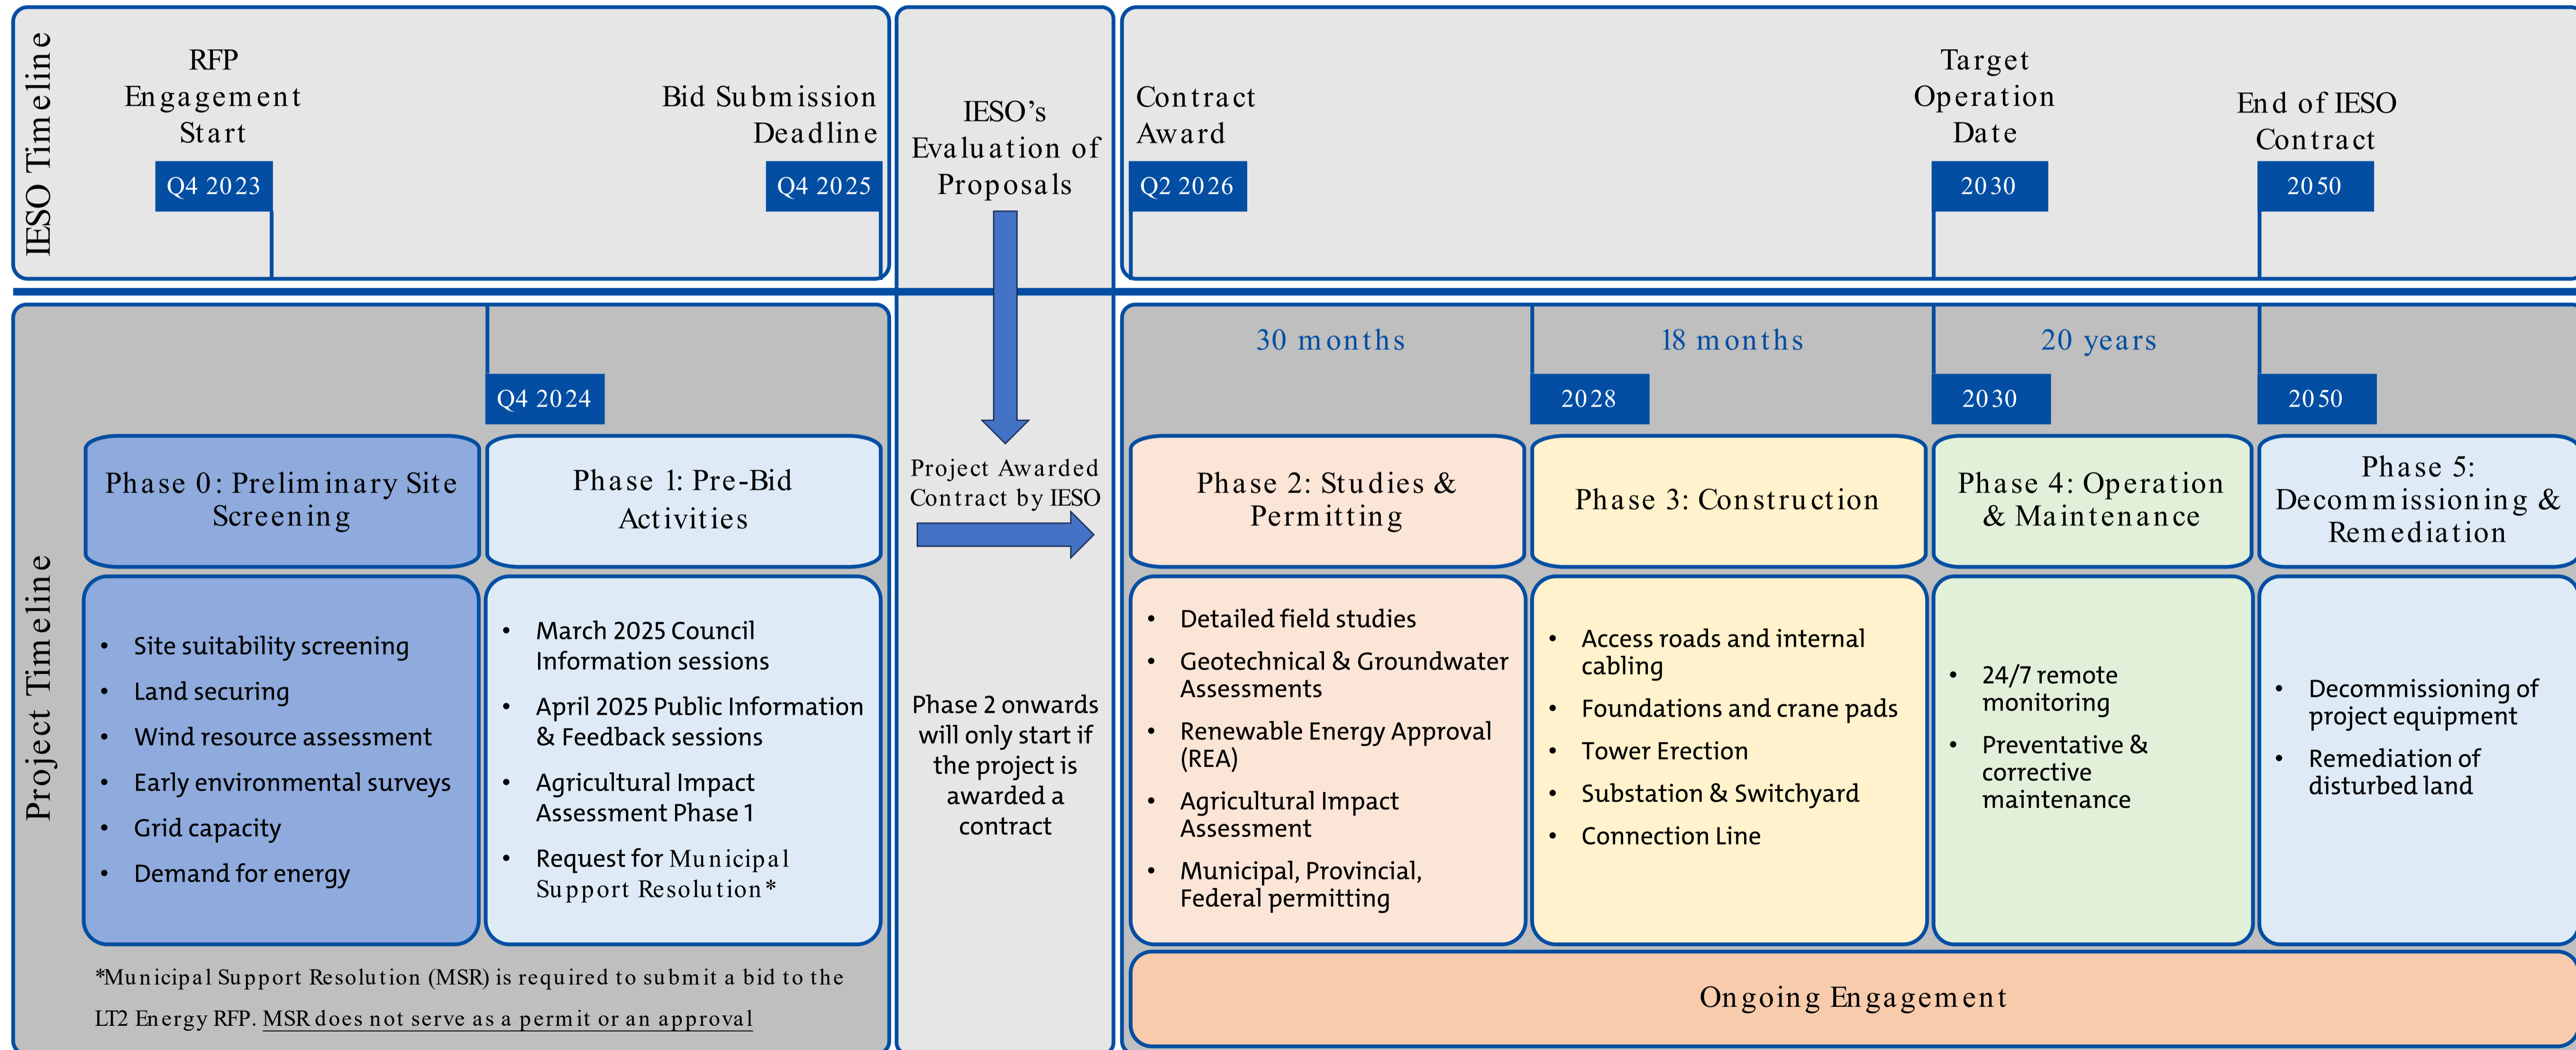 IESO Timeline
RFP
Engagement
Start
Q4 2023
Bid Submission
Deadline
Q4 2025
IESO’s
Evaluation of
Proposals
Contract
Award
Q2 2026
Target
Operation
Date
2030
End of IESO
Contract
2050
Project Timeline
Q4 2024
Phase 0: Preliminary Site
Screening
• Site suitability screening
• Land securing
• Wind resource assessment
• Early environmental surveys
• Grid capacity
• Demand for energy
Phase 1: Pre-Bid
Activities
• March 2025 Council
Information sessions
• April 2025 Public Information
& Feedback sessions
• Agricultural Impact
Assessment Phase 1
• Request for Municipal
Support Resolution*
*Municipal Support Resolution (MSR) is required to submit a bid to the
LT2 Energy RFP. MSR does not serve as a permit or an approval
Project Awarded
Contract by IESO
Phase 2 onwards
will only start if
the project is
awarded a
contract
30 months
Phase 2: Studies &
Permitting
• Detailed field studies
• Geotechnical & Groundwater
Assessments
• Renewable Energy Approval
(REA)
• Agricultural Impact
Assessment
• Municipal, Provincial,
Federal permitting
18 months
2028
Phase 3: Construction
• Access roads and internal
cabling
• Foundations and crane pads
• Tower Erection
• Substation & Switchyard
• Connection Line
20 years
2030
Phase 4: Operation
& Maintenance
• 24/7 remote
monitoring
• Preventative &
corrective
maintenance
2050
Phase 5:
Decommissioning &
Remediation
• Decommissioning of
project equipment
• Remediation of
disturbed land
Ongoing Engagement